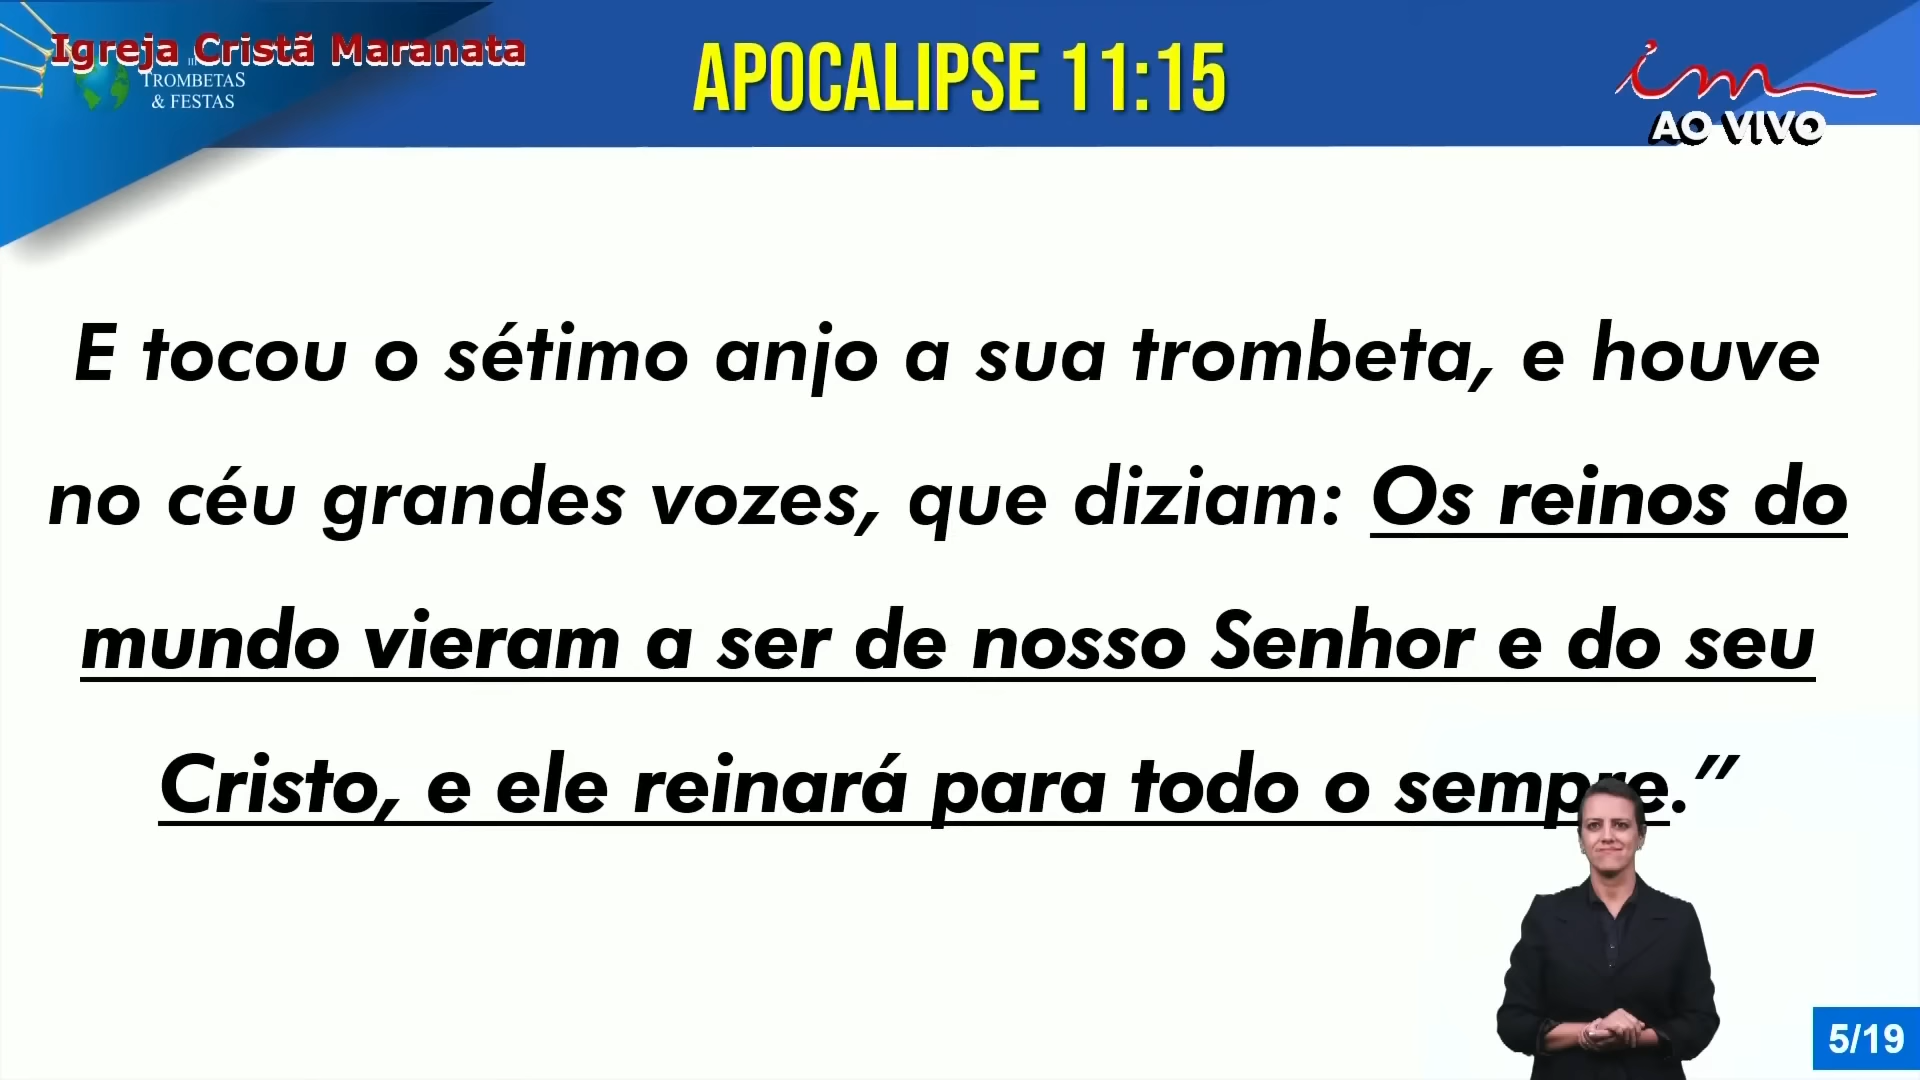 Igreja Cristã Maranata
TROMBETAS
& FESTAS
APOCALIPSE 11:15
im
AO VIVO
E tocou o sétimo anjo a sua trombeta, e houve
no céu grandes vozes, que diziam: Os reinos do
mundo vieram a ser de nosso Senhor e do seu
Cristo, e ele reinará para todo o sempre.”
5/19